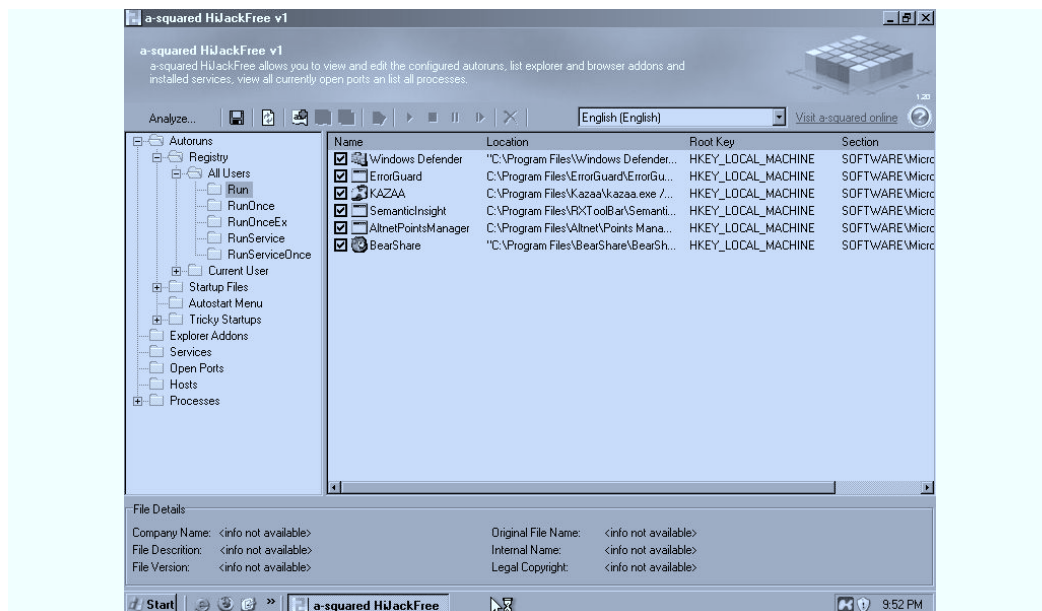 a-squared HiJackFree v1
a-squared HiJackFree v1
a-squared HiJackFree allows you to view and edit the configured autoruns, list explorer and browser addons and
installed services, view all currently open ports an list all processes.
1.20
Analyze... English (English) Visit a-squared online
Autoruns
Registry
All Users
Run
RunOnce
RunOnceEx
RunService
RunServiceOnce
Current User
Startup Files
Autostart Menu
Tricky Startups
Explorer Addons
Services
Open Ports
Hosts
Processes
Name Location Root Key Section
Windows Defender "C:\Program Files\Windows Defender... HKEY_LOCAL_MACHINE SOFTWARE\Micro
ErrorGuard C:\Program Files\ErrorGuard\ErrorGu... HKEY_LOCAL_MACHINE SOFTWARE\Micro
KAZAA C:\Program Files\Kazaa\kazaa.exe /... HKEY_LOCAL_MACHINE SOFTWARE\Micro
SemanticInsight C:\Program Files\RXToolBar\Semanti... HKEY_LOCAL_MACHINE SOFTWARE\Micro
AltnetPointsManager C:\Program Files\Altnet\Points Mana... HKEY_LOCAL_MACHINE SOFTWARE\Micro
BearShare "C:\Program Files\BearShare\BearSh... HKEY_LOCAL_MACHINE SOFTWARE\Micro
File Details
Company Name: <info not available> Original File Name: <info not available>
File Descrition: <info not available> Internal Name: <info not available>
File Version: <info not available> Legal Copyright: <info not available>
Start » a-squared HiJackFree 9:52 PM